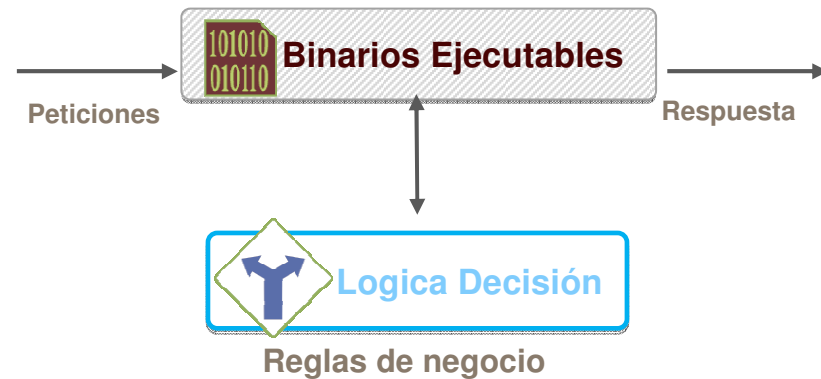 101010
010110
Binarios Ejecutables
Peticiones
Respuesta
Logica Decisión
Reglas de negocio